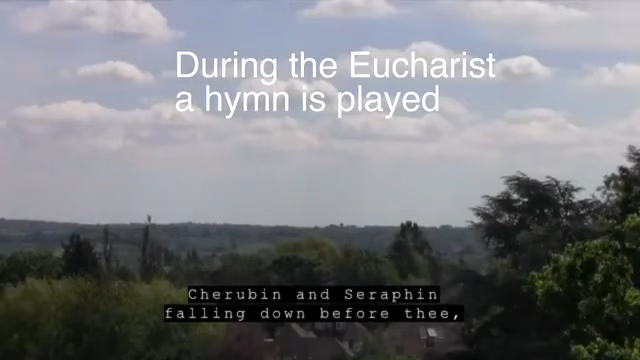 During the Eucharist
a hymn is played
Cherubin and Seraphin
falling down before thee,